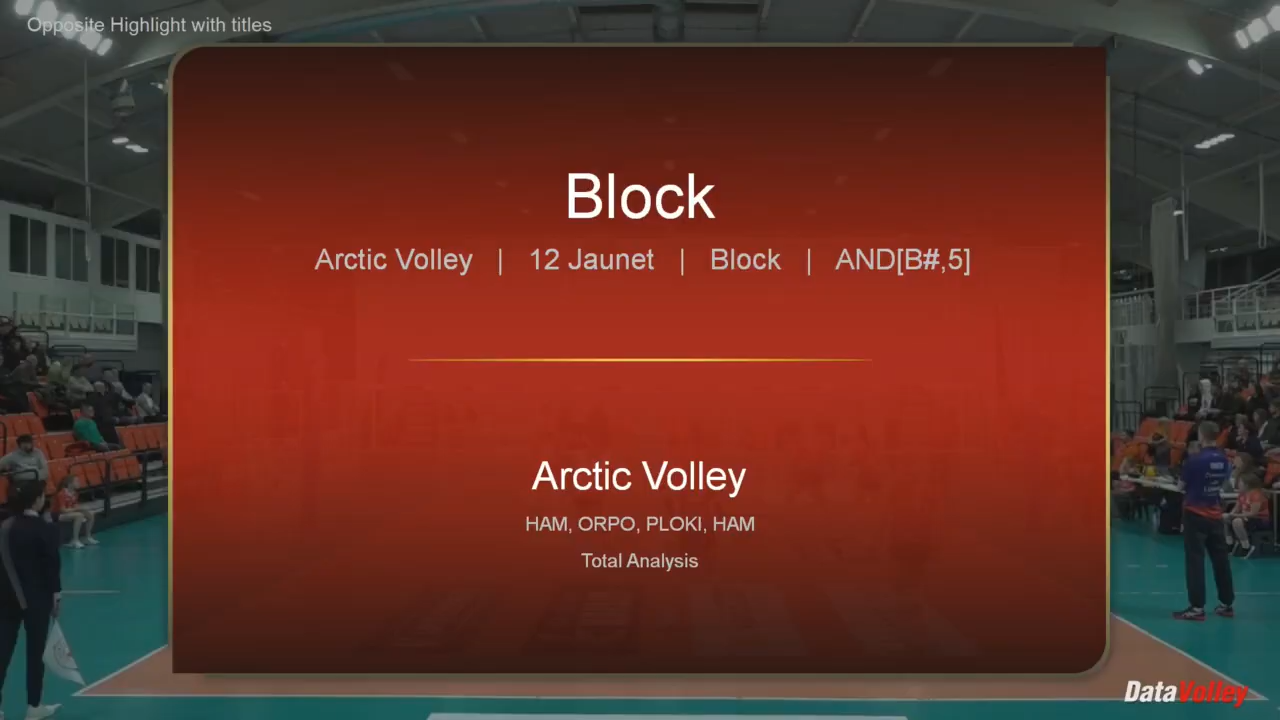 Opposite Highlight with titles
Block
Arctic Volley | 12 Jaunet | Block | AND[B#,5]
Arctic Volley
HAM, ORPO, PLOKI, HAM
Total Analysis
DataVolley